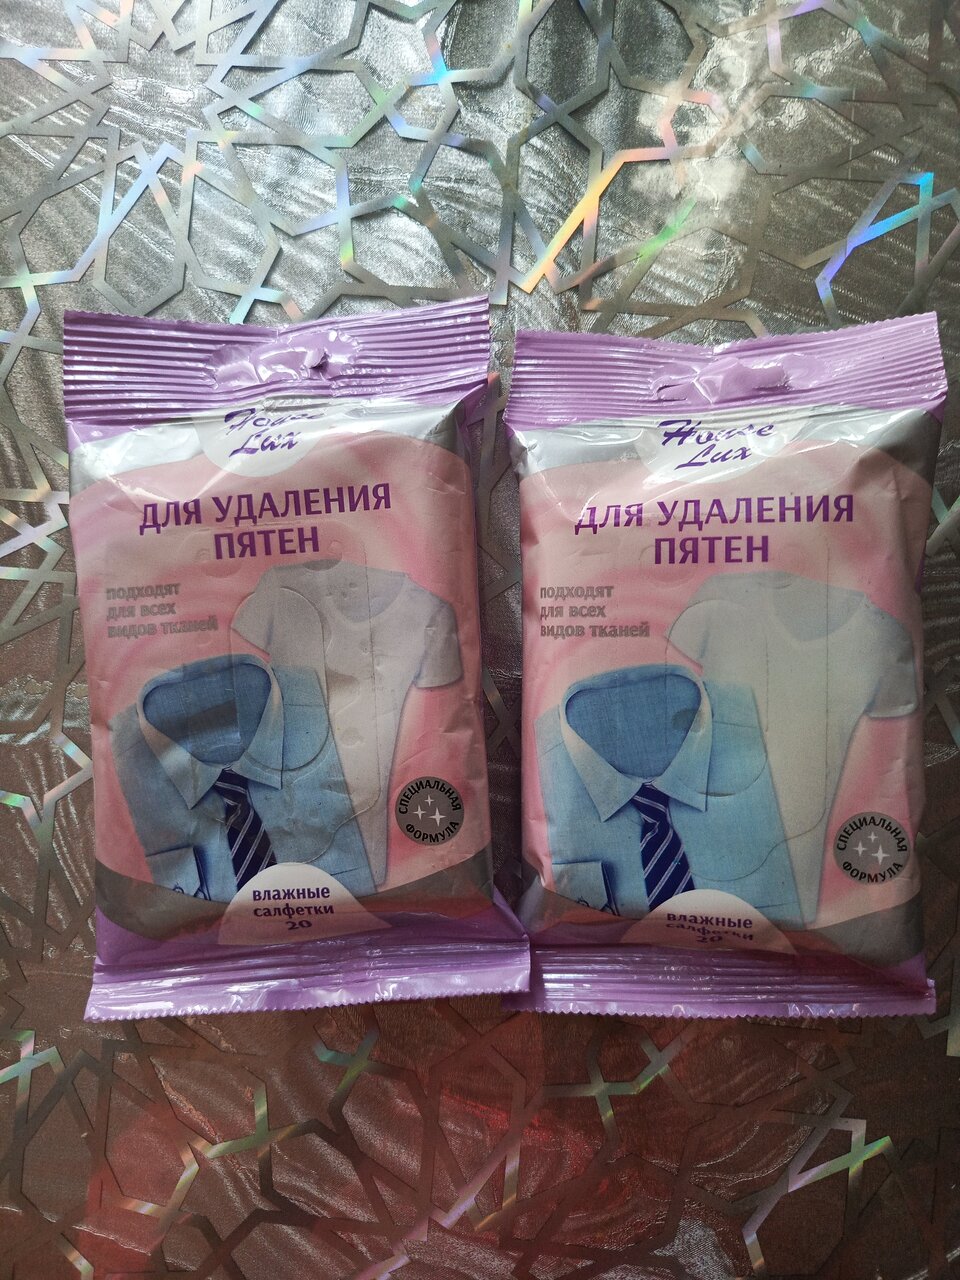 House
Lux
ДЛЯ УДАЛЕНИЯ
ПЯТЕН
подходят
для всех
видов тканей
СПЕЦИАЛЬНАЯ
ФОРМУЛА
влажные
салфетки
20
House
Lux
ДЛЯ УДАЛЕНИЯ
ПЯТЕН
подходят
для всех
видов тканей
СПЕЦИАЛЬНАЯ
ФОРМУЛА
влажные
салфетки
20